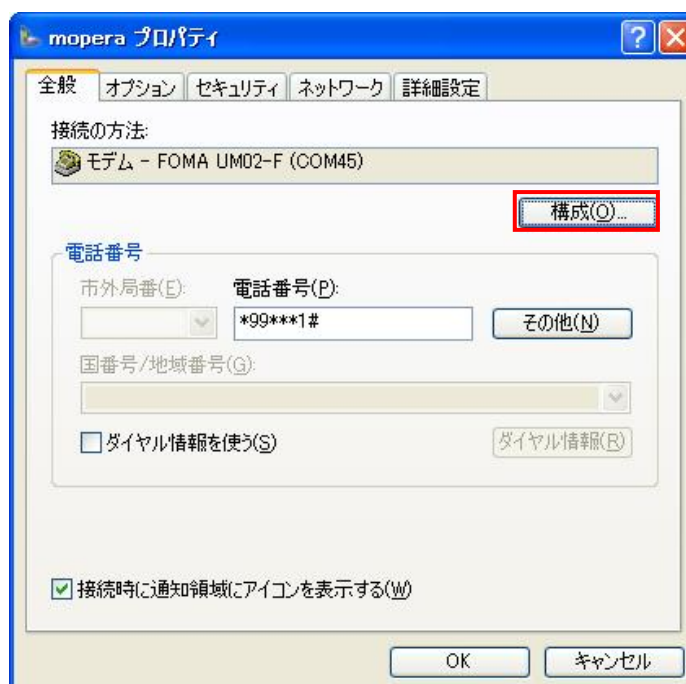 mopera プロパティ
全般 オプション セキュリティ ネットワーク 詳細設定
接続の方法:
モデム - FOMA UM02-F (COM45)
構成(O)...
電話番号
市外局番(E): 電話番号(P):
*99***1# その他(N)
国番号/地域番号(G):
ダイヤル情報を使う(S) ダイヤル情報(R)
接続時に通知領域にアイコンを表示する(W)
OK キャンセル